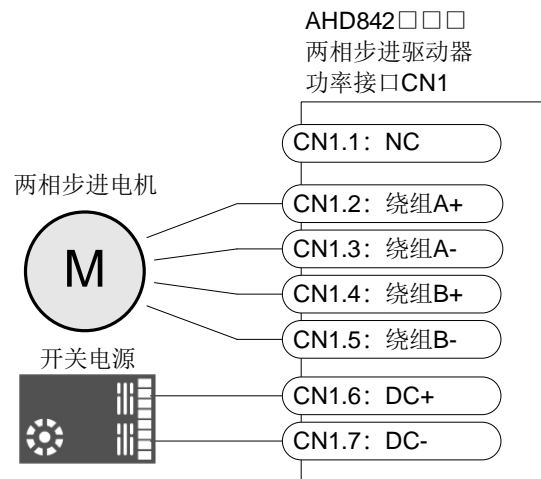 AHD842□□□
两相步进驱动器
功率接口CN1
CN1.1：NC
两相步进电机
CN1.2：绕组A+
M
CN1.3：绕组A-
CN1.4：绕组B+
CN1.5：绕组B-
开关电源
CN1.6：DC+
CN1.7：DC-